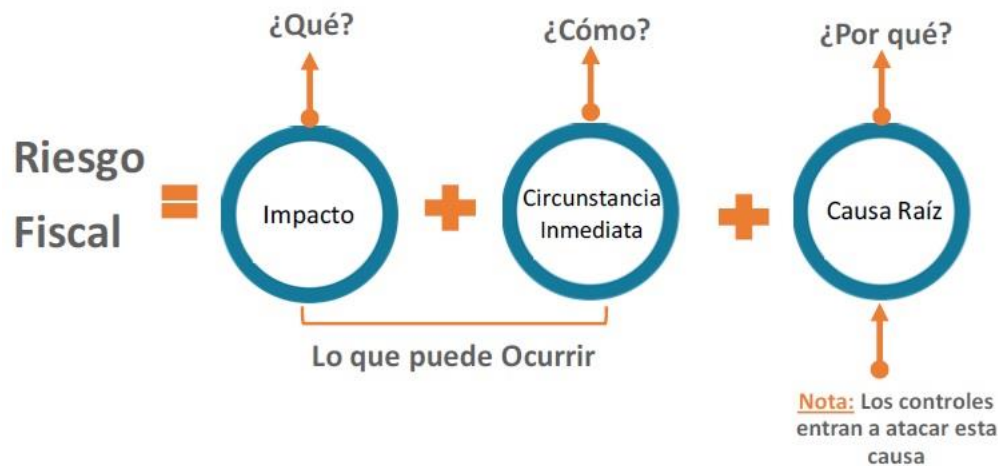 ¿Qué?
¿Cómo?
¿Por qué?
Riesgo
Fiscal
=
Impacto
+
Circunstancia
Inmediata
+
Causa Raíz
Lo que puede Ocurrir
Nota: Los controles
entran a atacar esta
causa